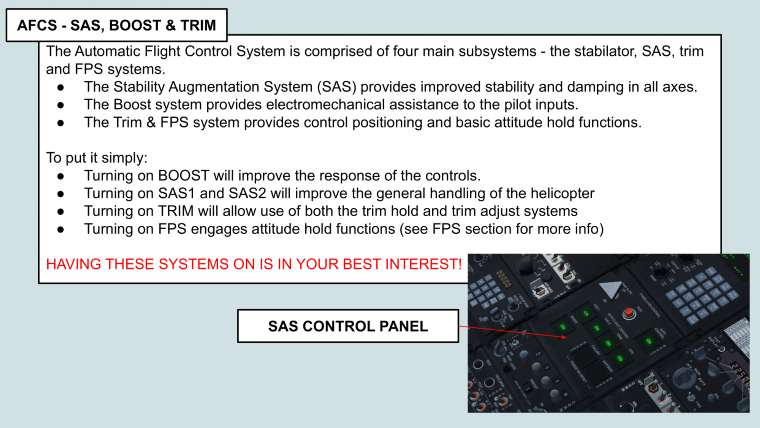 AFCS - SAS, BOOST & TRIM
The Automatic Flight Control System is comprised of four main subsystems - the stabilator, SAS, trim
and FPS systems.
● The Stability Augmentation System (SAS) provides improved stability and damping in all axes.
● The Boost system provides electromechanical assistance to the pilot inputs.
● The Trim & FPS system provides control positioning and basic attitude hold functions.
To put it simply:
● Turning on BOOST will improve the response of the controls.
● Turning on SAS1 and SAS2 will improve the general handling of the helicopter
● Turning on TRIM will allow use of both the trim hold and trim adjust systems
● Turning on FPS engages attitude hold functions (see FPS section for more info)
HAVING THESE SYSTEMS ON IS IN YOUR BEST INTEREST!
SAS CONTROL PANEL